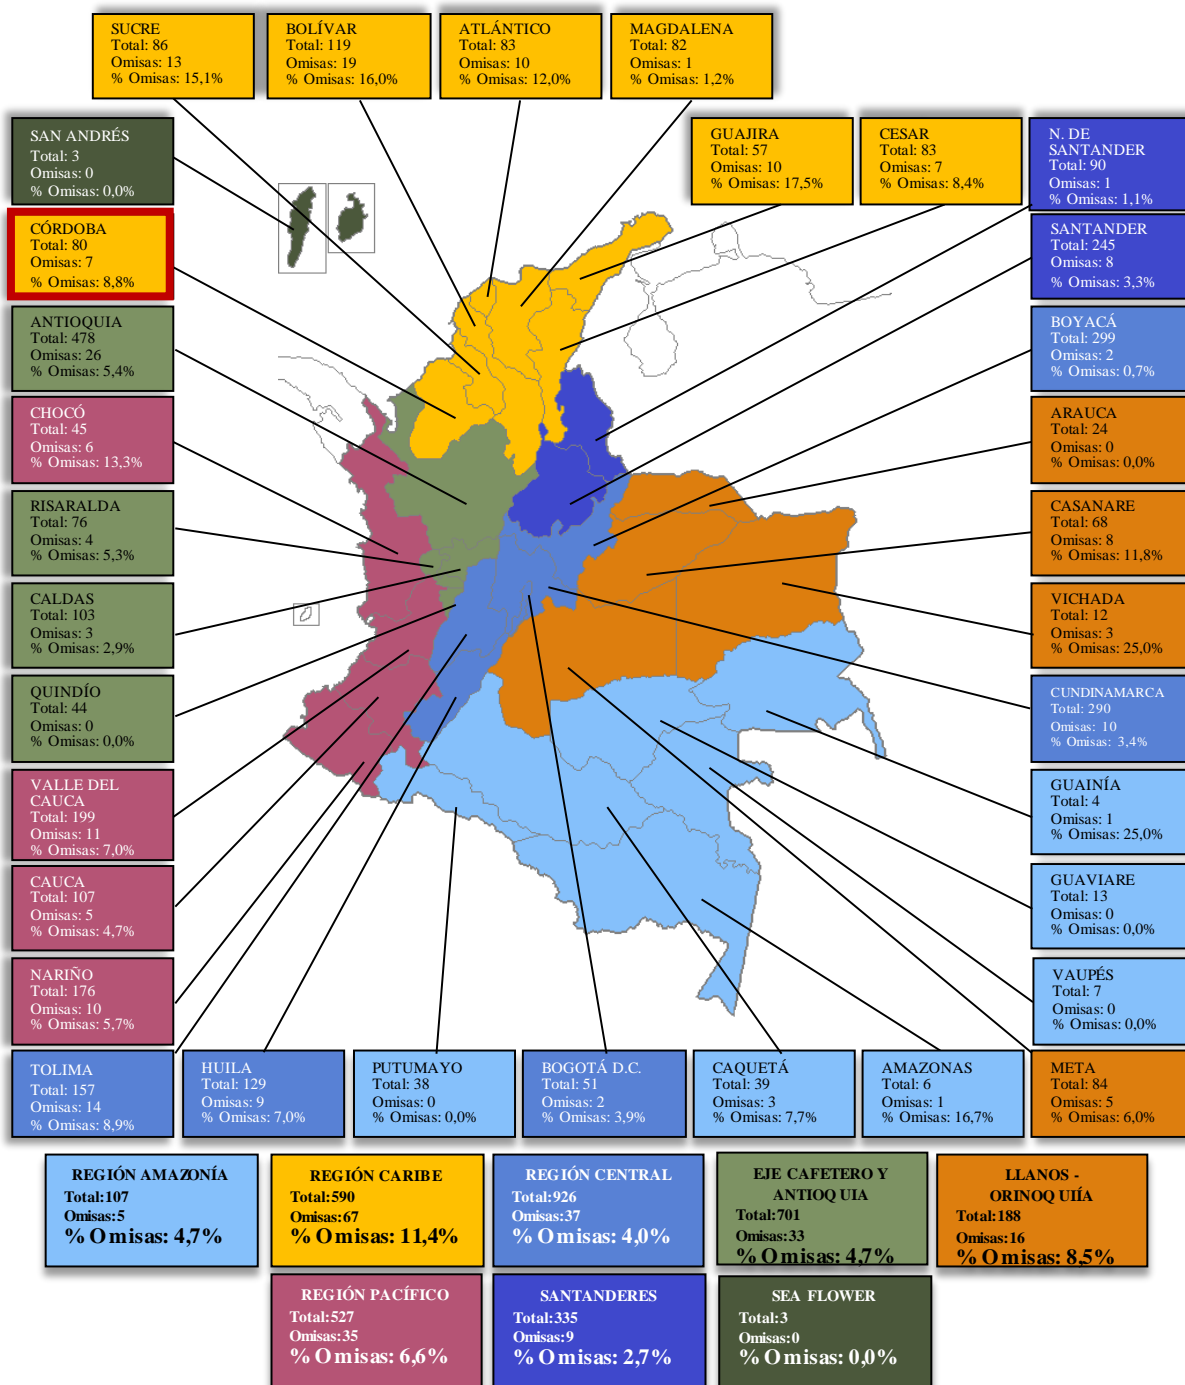 SUCRE
Total: 86
Omisas: 13
% Omisas: 15,1%
BOLÍVAR
Total: 119
Omisas: 19
% Omisas: 16,0%
ATLÁNTICO
Total: 83
Omisas: 10
% Omisas: 12,0%
MAGDALENA
Total: 82
Omisas: 1
% Omisas: 1,2%
SAN ANDRÉS
Total: 3
Omisas: 0
% Omisas: 0,0%
GUAJIRA
Total: 57
Omisas: 10
% Omisas: 17,5%
CESAR
Total: 83
Omisas: 7
% Omisas: 8,4%
N. DE
SANTANDER
Total: 90
Omisas: 1
% Omisas: 1,1%
CÓRDOBA
Total: 80
Omisas: 7
% Omisas: 8,8%
SANTANDER
Total: 245
Omisas: 8
% Omisas: 3,3%
ANTIOQUIA
Total: 478
Omisas: 26
% Omisas: 5,4%
BOYACÁ
Total: 299
Omisas: 2
% Omisas: 0,7%
CHOCÓ
Total: 45
Omisas: 6
% Omisas: 13,3%
ARAUCA
Total: 24
Omisas: 0
% Omisas: 0,0%
RISARALDA
Total: 76
Omisas: 4
% Omisas: 5,3%
CASANARE
Total: 68
Omisas: 8
% Omisas: 11,8%
CALDAS
Total: 103
Omisas: 3
% Omisas: 2,9%
VICHADA
Total: 12
Omisas: 3
% Omisas: 25,0%
QUINDÍO
Total: 44
Omisas: 0
% Omisas: 0,0%
CUNDINAMARCA
Total: 290
Omisas: 10
% Omisas: 3,4%
VALLE DEL
CAUCA
Total: 199
Omisas: 11
% Omisas: 7,0%
GUAINÍA
Total: 4
Omisas: 1
% Omisas: 25,0%
CAUCA
Total: 107
Omisas: 5
% Omisas: 4,7%
GUAVIARE
Total: 13
Omisas: 0
% Omisas: 0,0%
NARIÑO
Total: 176
Omisas: 10
% Omisas: 5,7%
VAUPÉS
Total: 7
Omisas: 0
% Omisas: 0,0%
TOLIMA
Total: 157
Omisas: 14
% Omisas: 8,9%
HUILA
Total: 129
Omisas: 9
% Omisas: 7,0%
PUTUMAYO
Total: 38
Omisas: 0
% Omisas: 0,0%
BOGOTÁ D.C.
Total: 51
Omisas: 2
% Omisas: 3,9%
CAQUETÁ
Total: 39
Omisas: 3
% Omisas: 7,7%
AMAZONAS
Total: 6
Omisas: 1
% Omisas: 16,7%
META
Total: 84
Omisas: 5
% Omisas: 6,0%
REGIÓN AMAZONÍA
Total:107
Omisas:5
% Omisas: 4,7%
REGIÓN CARIBE
Total:590
Omisas:67
% Omisas: 11,4%
REGIÓN CENTRAL
Total:926
Omisas:37
% Omisas: 4,0%
EJE CAFETERO Y
ANTIOQUIA
Total:701
Omisas:33
% Omisas: 4,7%
LLANOS -
ORINOQUIÍA
Total:188
Omisas:16
% Omisas: 8,5%
REGIÓN PACÍFICO
Total:527
Omisas:35
% Omisas: 6,6%
SANTANDERES
Total:335
Omisas:9
% Omisas: 2,7%
SEA FLOWER
Total:3
Omisas:0
% Omisas: 0,0%